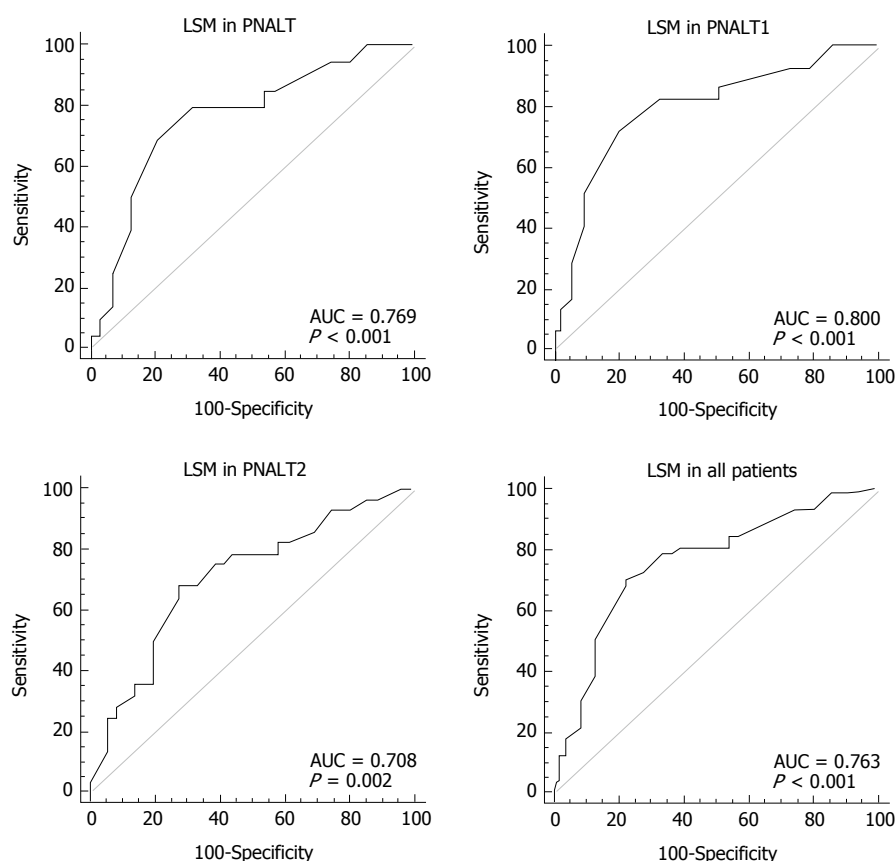 LSM in PNALT
100
80
60
40
20
0
Sensitivity
AUC = 0.769
P < 0.001
0 20 40 60 80 100
100-Specificity
LSM in PNALT1
100
80
60
40
20
0
Sensitivity
AUC = 0.800
P < 0.001
0 20 40 60 80 100
100-Specificity
LSM in PNALT2
100
80
60
40
20
0
Sensitivity
AUC = 0.708
P = 0.002
0 20 40 60 80 100
100-Specificity
LSM in all patients
100
80
60
40
20
0
Sensitivity
AUC = 0.763
P < 0.001
0 20 40 60 80 100
100-Specificity